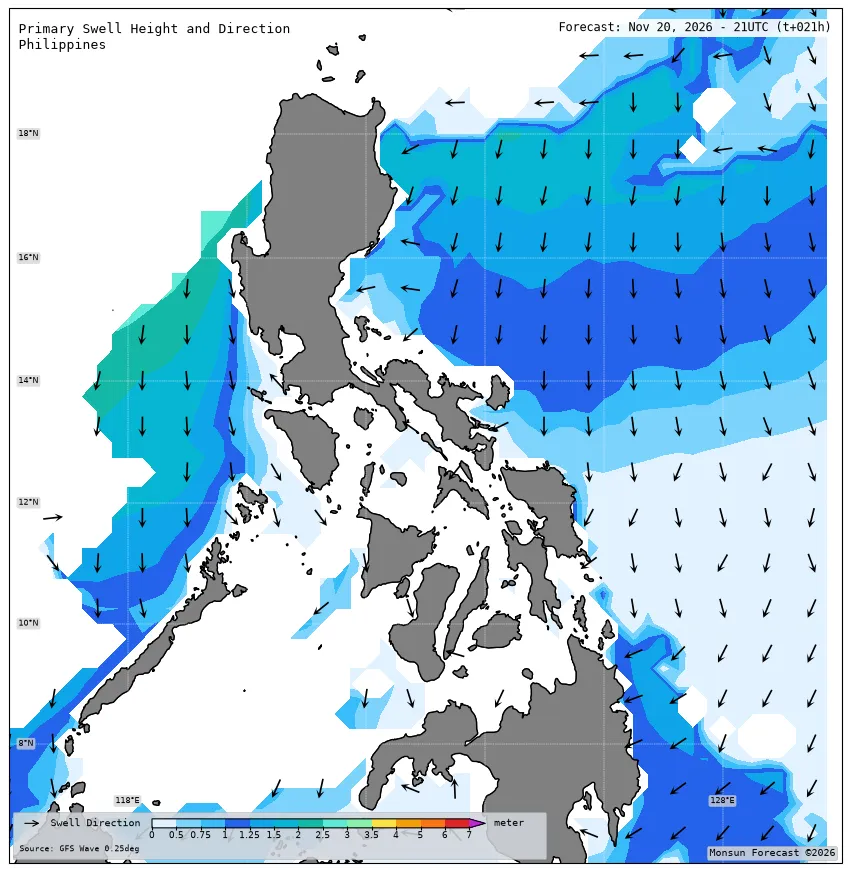 Primary Swell Height and Direction
Philippines
Forecast: Nov 20, 2026 - 21UTC (t+021h)
18°N
16°N
14°N
12°N
10°N
8°N
118°E
128°E
Swell Direction
0 0.5 0.75 1 1.25 1.5 2 2.5 3 3.5 4 5 6 7
meter
Source: GFS Wave 0.25deg
Monsun Forecast ©2026